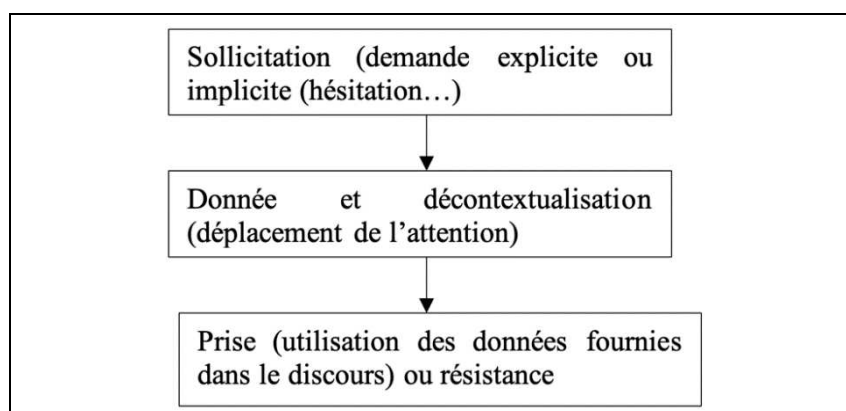 Sollicitation (demande explicite ou
implicite (hésitation…)
Donnée et décontextualisation
(déplacement de l’attention)
Prise (utilisation des données fournies
dans le discours) ou résistance